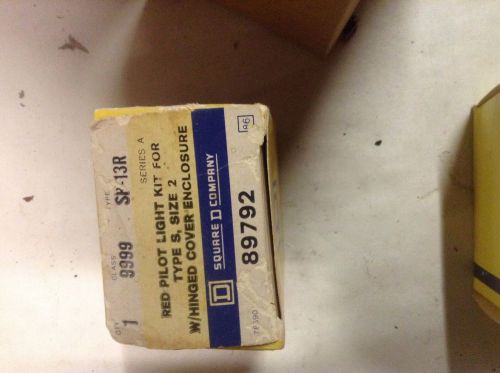 QTY CLASS TYPE
1 9999 SP-13R
SERIES A
RED PILOT LIGHT KIT FOR
TYPE S, SIZE 2
W/HINGED COVER ENCLOSURE
D SQUARE D COMPANY
89792